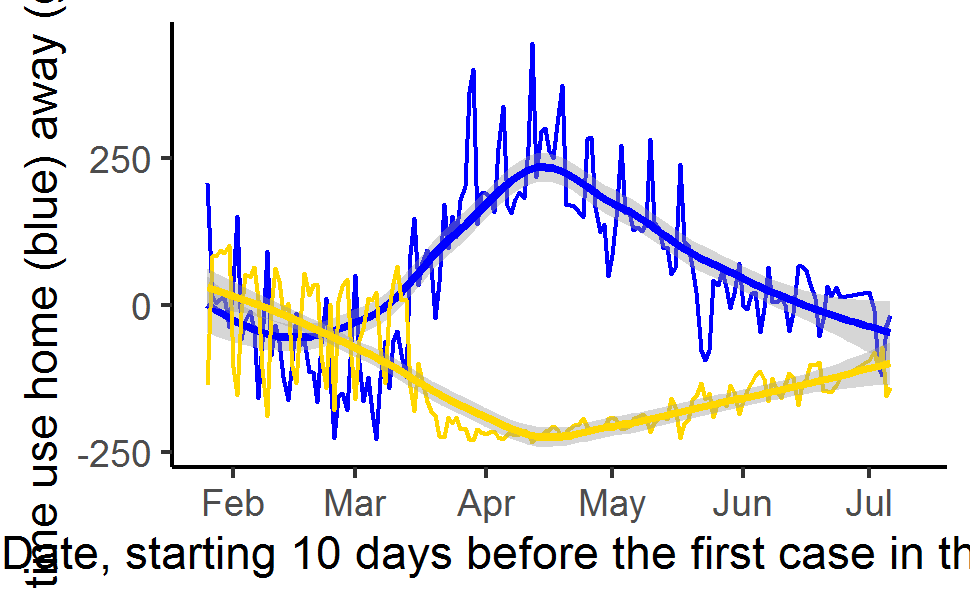 time use home (blue) away (
250
0
-250
Feb Mar Apr May Jun Jul
Date, starting 10 days before the first case in th